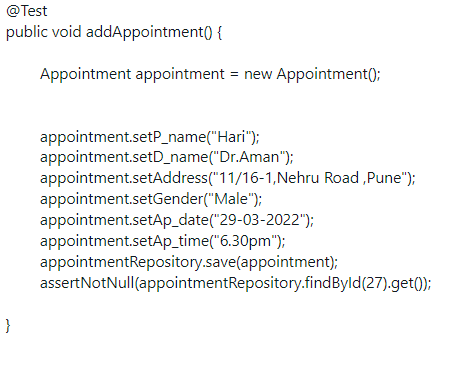 @Test
public void addAppointment() {
Appointment appointment = new Appointment();
appointment.setP_name("Hari");
appointment.setD_name("Dr.Aman");
appointment.setAddress("11/16-1,Nehru Road ,Pune");
appointment.setGender("Male");
appointment.setAp_date("29-03-2022");
appointment.setAp_time("6.30pm");
appointmentRepository.save(appointment);
assertNotNull(appointmentRepository.findById(27).get());
}